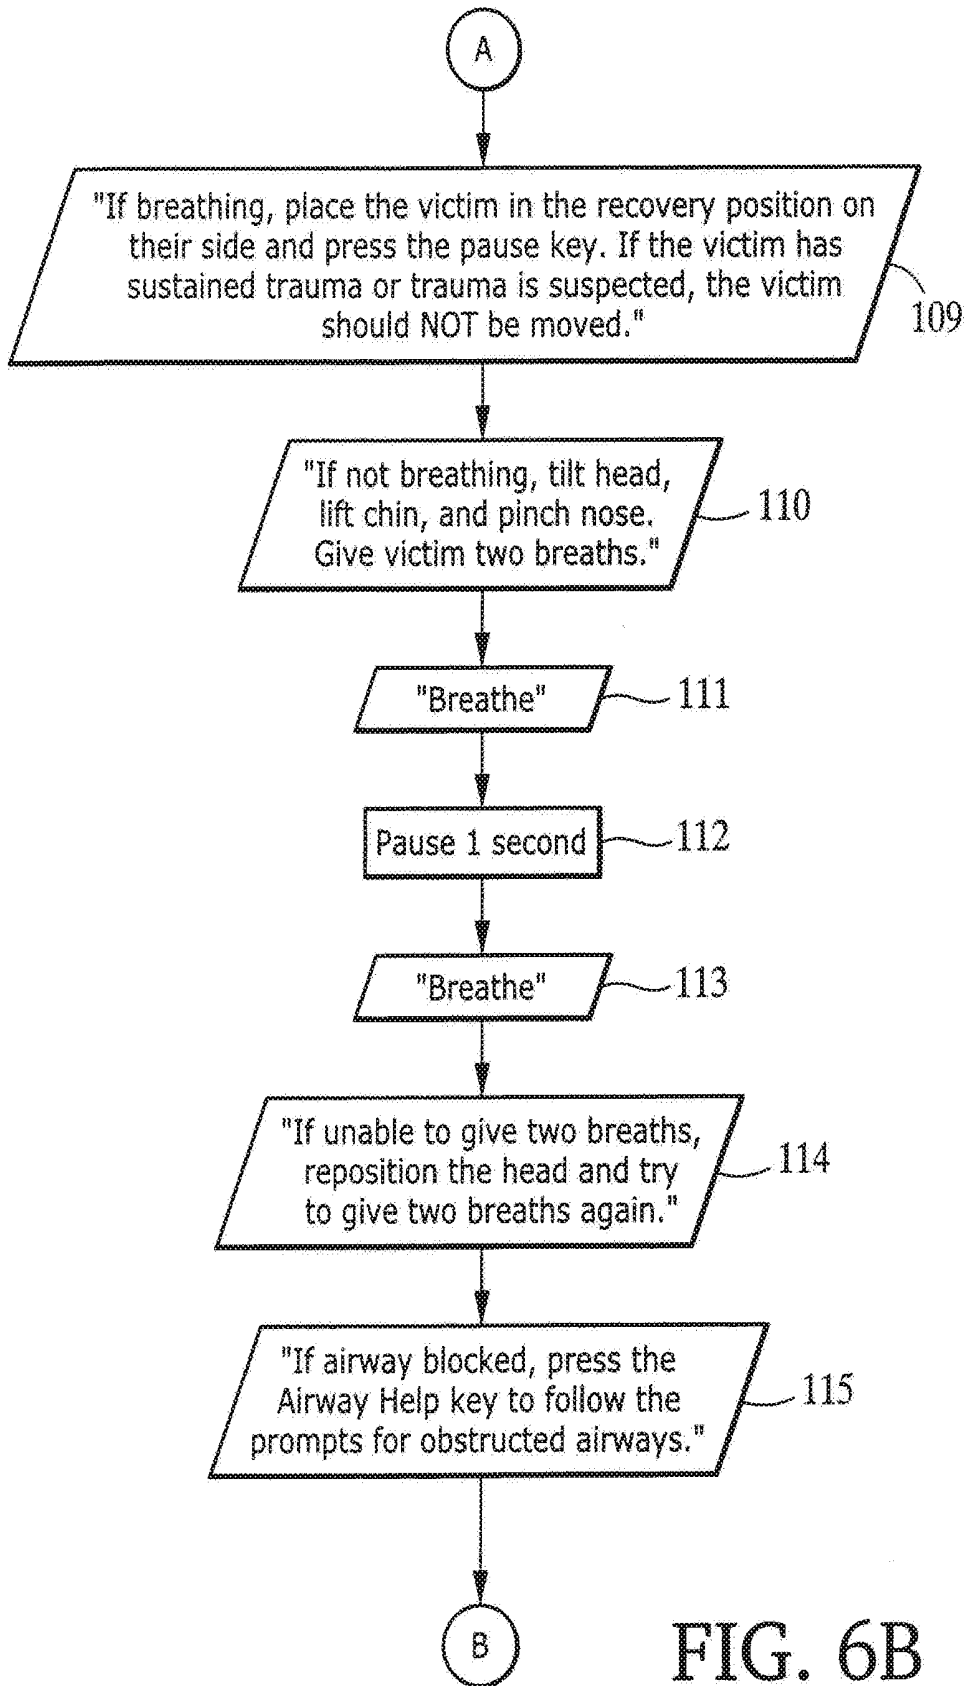 A
"If breathing, place the victim in the recovery position on
their side and press the pause key. If the victim has
sustained trauma or trauma is suspected, the victim
should NOT be moved."
109
"If not breathing, tilt head,
lift chin, and pinch nose.
Give victim two breaths."
110
"Breathe"
111
Pause 1 second
112
"Breathe"
113
"If unable to give two breaths,
reposition the head and try
to give two breaths again."
114
"If airway blocked, press the
Airway Help key to follow the
prompts for obstructed airways."
115
B
FIG. 6B